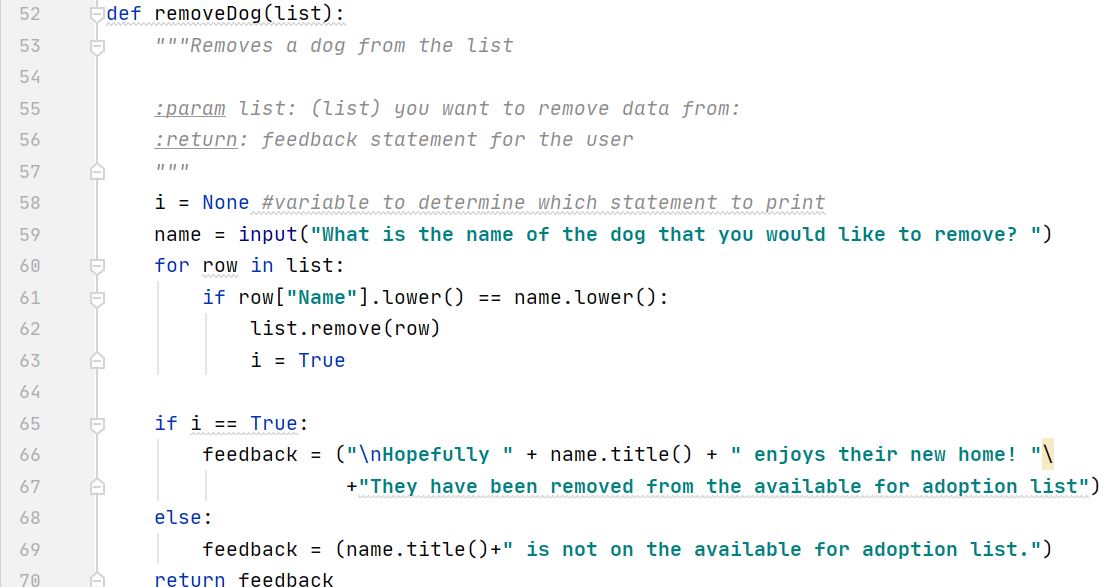 52 def removeDog(list):
53     """Removes a dog from the list
54
55     :param list: (list) you want to remove data from:
56     :return: feedback statement for the user
57     """
58     i = None #variable to determine which statement to print
59     name = input("What is the name of the dog that you would like to remove? ")
60     for row in list:
61         if row["Name"].lower() == name.lower():
62             list.remove(row)
63             i = True
64
65     if i == True:
66         feedback = ("\nHopefully " + name.title() + " enjoys their new home! "\
67                     +"They have been removed from the available for adoption list")
68     else:
69         feedback = (name.title()+" is not on the available for adoption list.")
70     return feedback